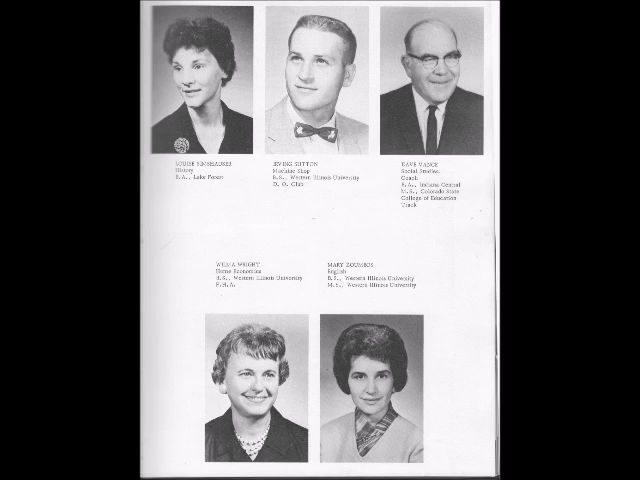 LOUISE SIMSHAUSER
History
B.A., Lake Forest
IRVING SUTTON
Machine Shop
B.S., Western Illinois University
D. O. Club
DAVE VANCE
Social Studies,
Coach
B.A., Indiana Central
M.S., Colorado State
College of Education
Track
WILMA WRIGHT
Home Economics
B.S., Western Illinois University
F.H.A.
MARY ZOUMBOS
English
B.S., Western Illinois University
M.S., Western Illinois University